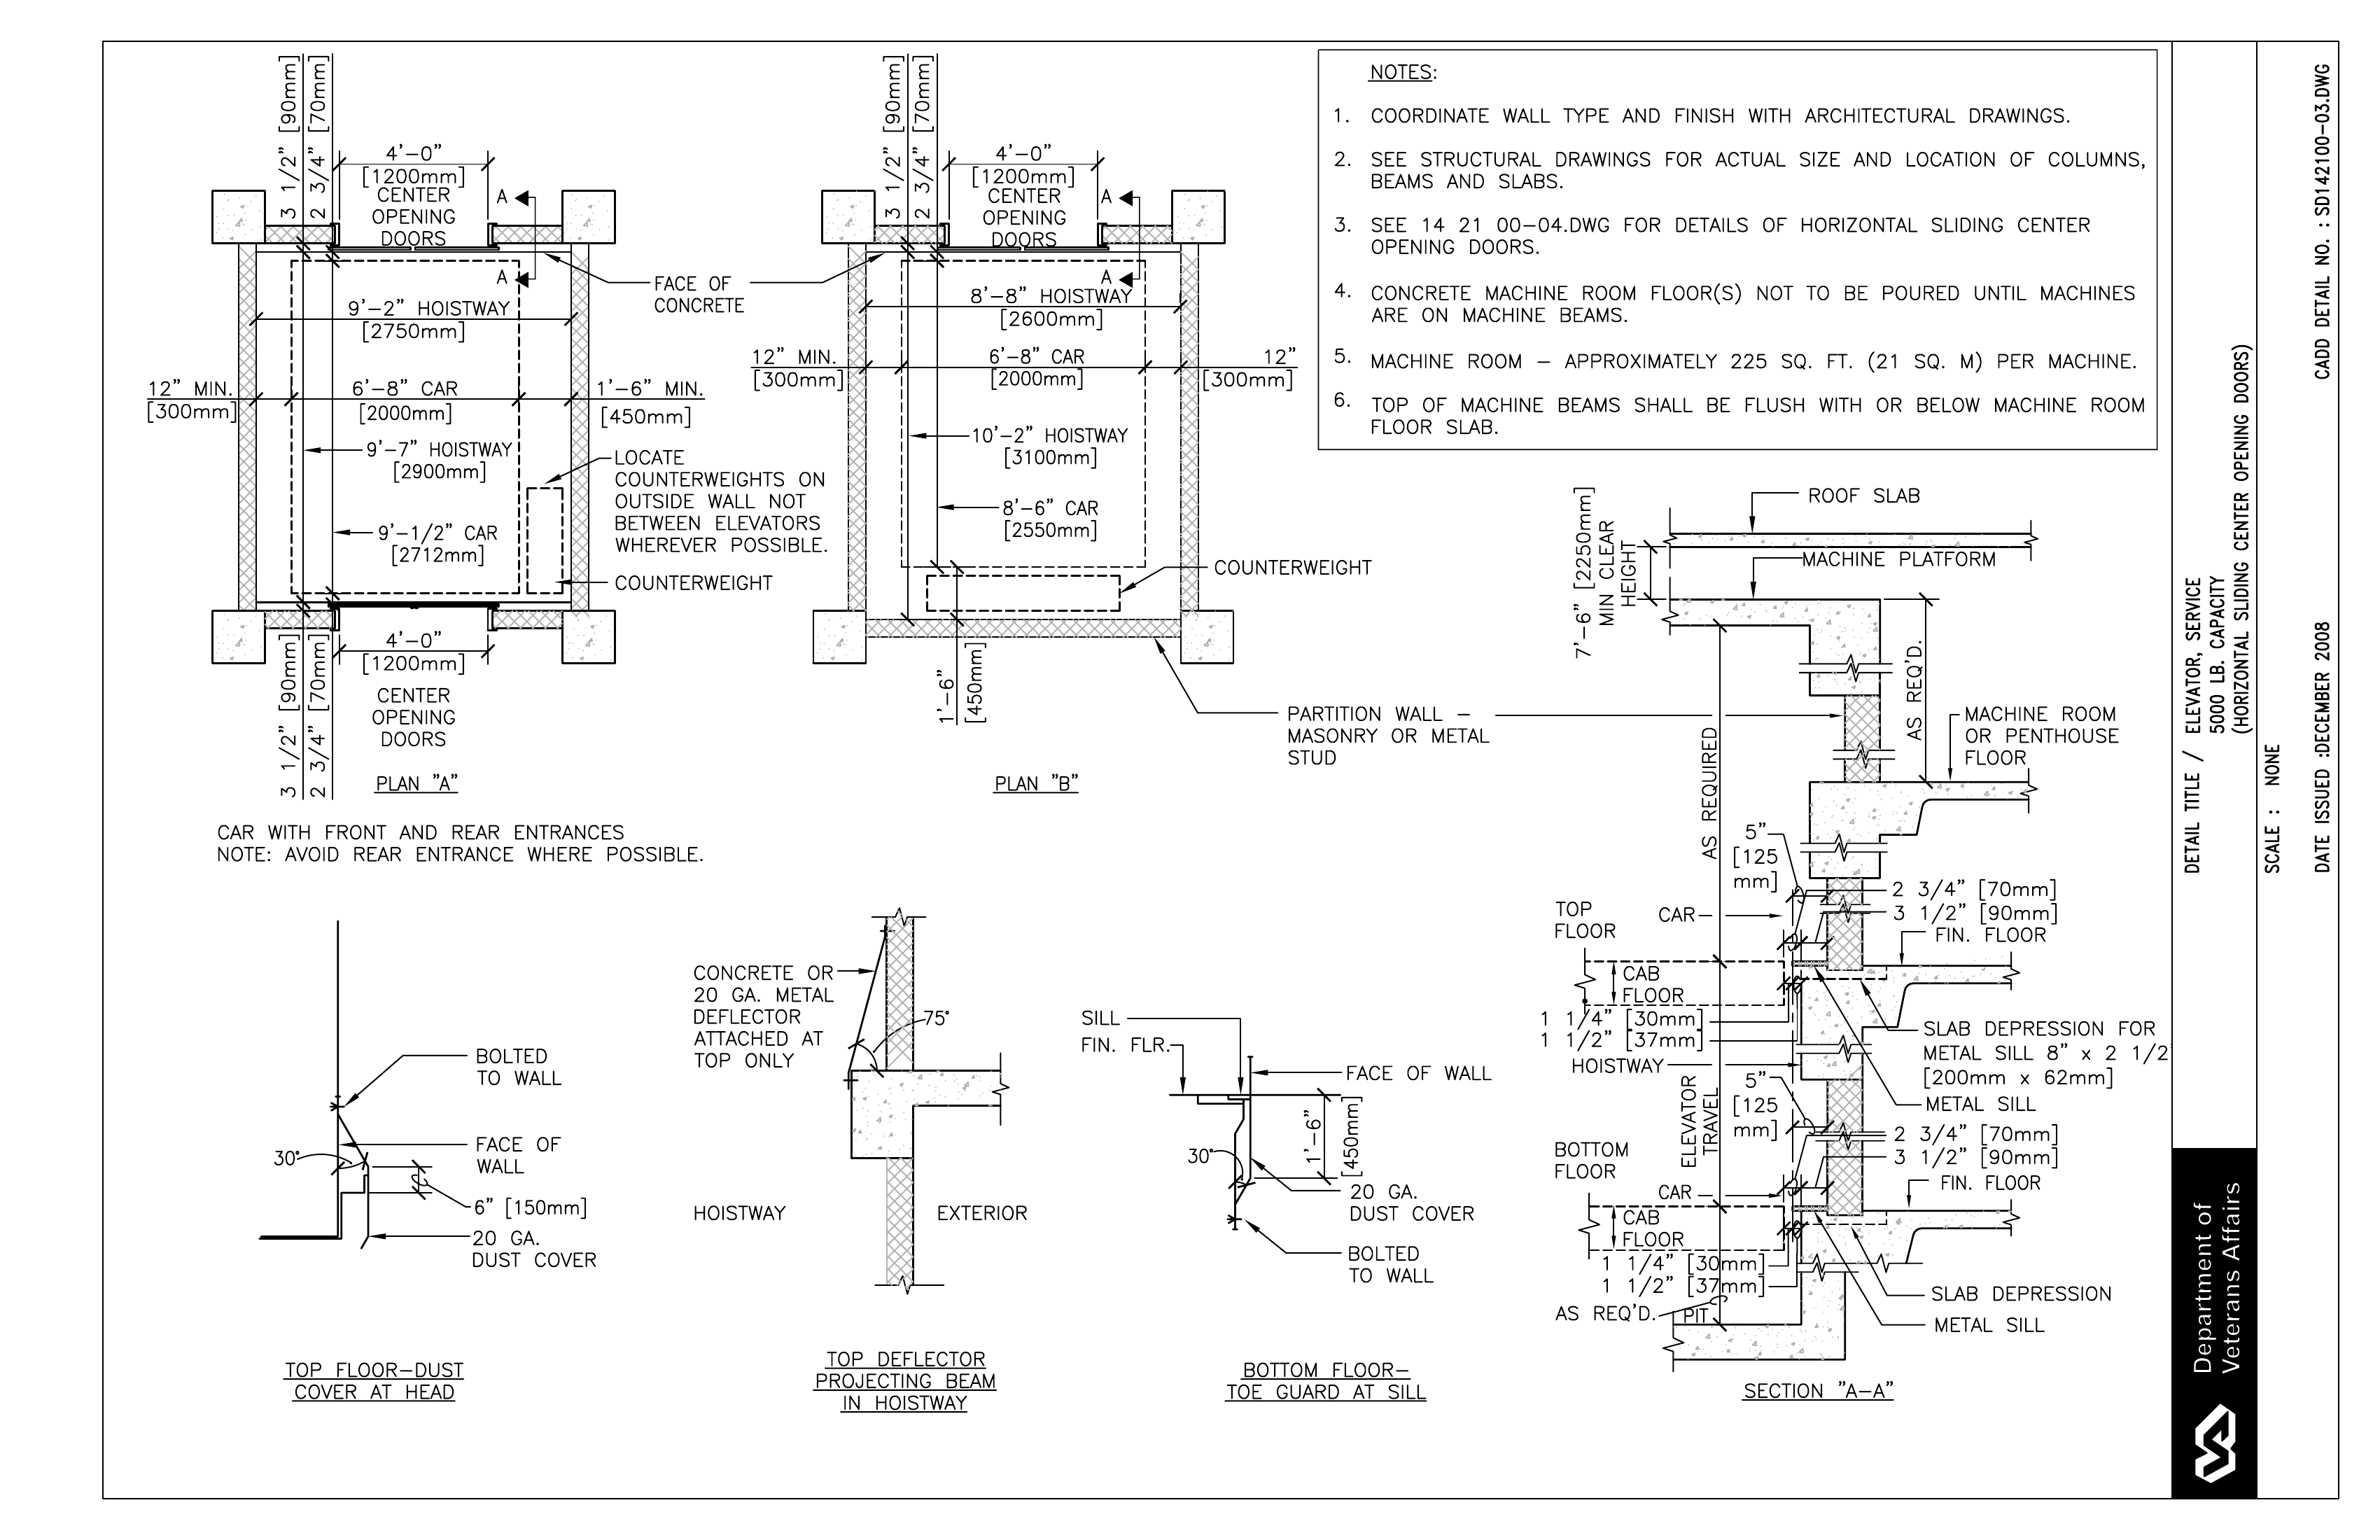 3 1/2" [90mm]
2 3/4" [70mm]
4'-0"
[1200mm]
CENTER
OPENING
DOORS
A
A
9'-2" HOISTWAY
[2750mm]
12" MIN.
[300mm]
6'-8" CAR
[2000mm]
1'-6" MIN.
[450mm]
9'-7" HOISTWAY
[2900mm]
9'-1/2" CAR
[2712mm]
LOCATE
COUNTERWEIGHTS ON
OUTSIDE WALL NOT
BETWEEN ELEVATORS
WHEREVER POSSIBLE.
COUNTERWEIGHT
4'-0"
[1200mm]
CENTER
OPENING
DOORS
3 1/2" [90mm]
2 3/4" [70mm]
PLAN "A"
CAR WITH FRONT AND REAR ENTRANCES
NOTE: AVOID REAR ENTRANCE WHERE POSSIBLE.
FACE OF
CONCRETE
3 1/2" [90mm]
2 3/4" [70mm]
4'-0"
[1200mm]
CENTER
OPENING
DOORS
A
A
8'-8" HOISTWAY
[2600mm]
12" MIN.
[300mm]
6'-8" CAR
[2000mm]
12"
[300mm]
10'-2" HOISTWAY
[3100mm]
8'-6" CAR
[2550mm]
COUNTERWEIGHT
1'-6"
[450mm]
PARTITION WALL -
MASONRY OR METAL
STUD
PLAN "B"
NOTES:
1. COORDINATE WALL TYPE AND FINISH WITH ARCHITECTURAL DRAWINGS.
2. SEE STRUCTURAL DRAWINGS FOR ACTUAL SIZE AND LOCATION OF COLUMNS,
BEAMS AND SLABS.
3. SEE 14 21 00-04.DWG FOR DETAILS OF HORIZONTAL SLIDING CENTER
OPENING DOORS.
4. CONCRETE MACHINE ROOM FLOOR(S) NOT TO BE POURED UNTIL MACHINES
ARE ON MACHINE BEAMS.
5. MACHINE ROOM - APPROXIMATELY 225 SQ. FT. (21 SQ. M) PER MACHINE.
6. TOP OF MACHINE BEAMS SHALL BE FLUSH WITH OR BELOW MACHINE ROOM
FLOOR SLAB.
BOLTED
TO WALL
FACE OF
WALL
30°
6" [150mm]
20 GA.
DUST COVER
TOP FLOOR-DUST
COVER AT HEAD
CONCRETE OR
20 GA. METAL
DEFLECTOR
ATTACHED AT
TOP ONLY
75°
HOISTWAY
EXTERIOR
TOP DEFLECTOR
PROJECTING BEAM
IN HOISTWAY
SILL
FIN. FLR.
FACE OF WALL
1'-6"
[450mm]
30°
20 GA.
DUST COVER
BOLTED
TO WALL
BOTTOM FLOOR-
TOE GUARD AT SILL
7'-6" [2250mm]
MIN CLEAR
HEIGHT
ROOF SLAB
MACHINE PLATFORM
AS REQ'D.
MACHINE ROOM
OR PENTHOUSE
FLOOR
AS REQUIRED
5"
[125
mm]
2 3/4" [70mm]
3 1/2" [90mm]
FIN. FLOOR
TOP
FLOOR
CAR
CAB
FLOOR
1 1/4" [30mm]
1 1/2" [37mm]
HOISTWAY
SLAB DEPRESSION FOR
METAL SILL 8" x 2 1/2
[200mm x 62mm]
METAL SILL
ELEVATOR
TRAVEL
5"
[125
mm]
2 3/4" [70mm]
3 1/2" [90mm]
FIN. FLOOR
BOTTOM
FLOOR
CAR
CAB
FLOOR
1 1/4" [30mm]
1 1/2" [37mm]
AS REQ'D.
PIT
SLAB DEPRESSION
METAL SILL
SECTION "A-A"
DETAIL TITLE / ELEVATOR, SERVICE
5000 LB. CAPACITY
(HORIZONTAL SLIDING CENTER OPENING DOORS)
SCALE : NONE
DATE ISSUED :DECEMBER 2008
CADD DETAIL NO. :SD142100-03.DWG
Department of
Veterans Affairs